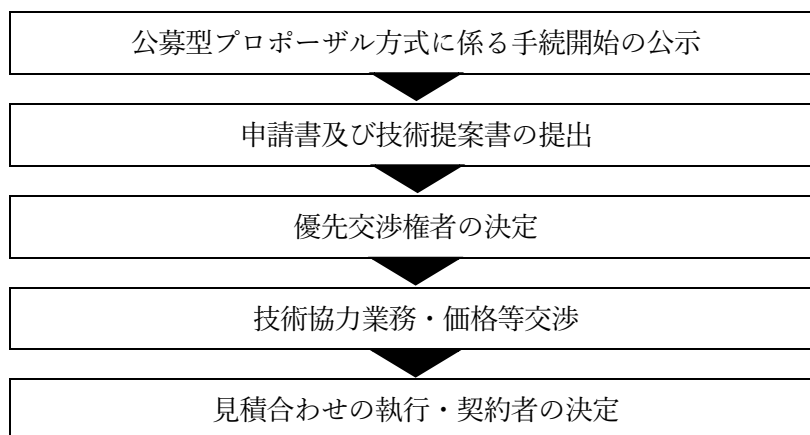 公募型プロポーザル方式に係る手続開始の公示
申請書及び技術提案書の提出
優先交渉権者の決定
技術協力業務・価格等交渉
見積合わせの執行・契約者の決定